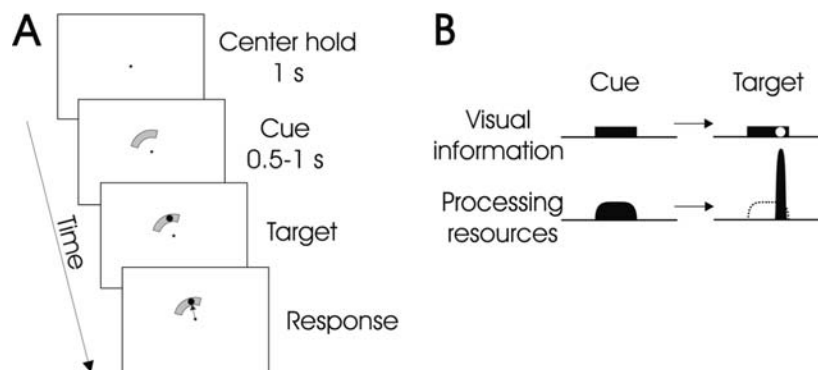 A
Center hold
1 s
Cue
0.5-1 s
Target
Response
Time
B
Cue
Target
Visual
information
Processing
resources